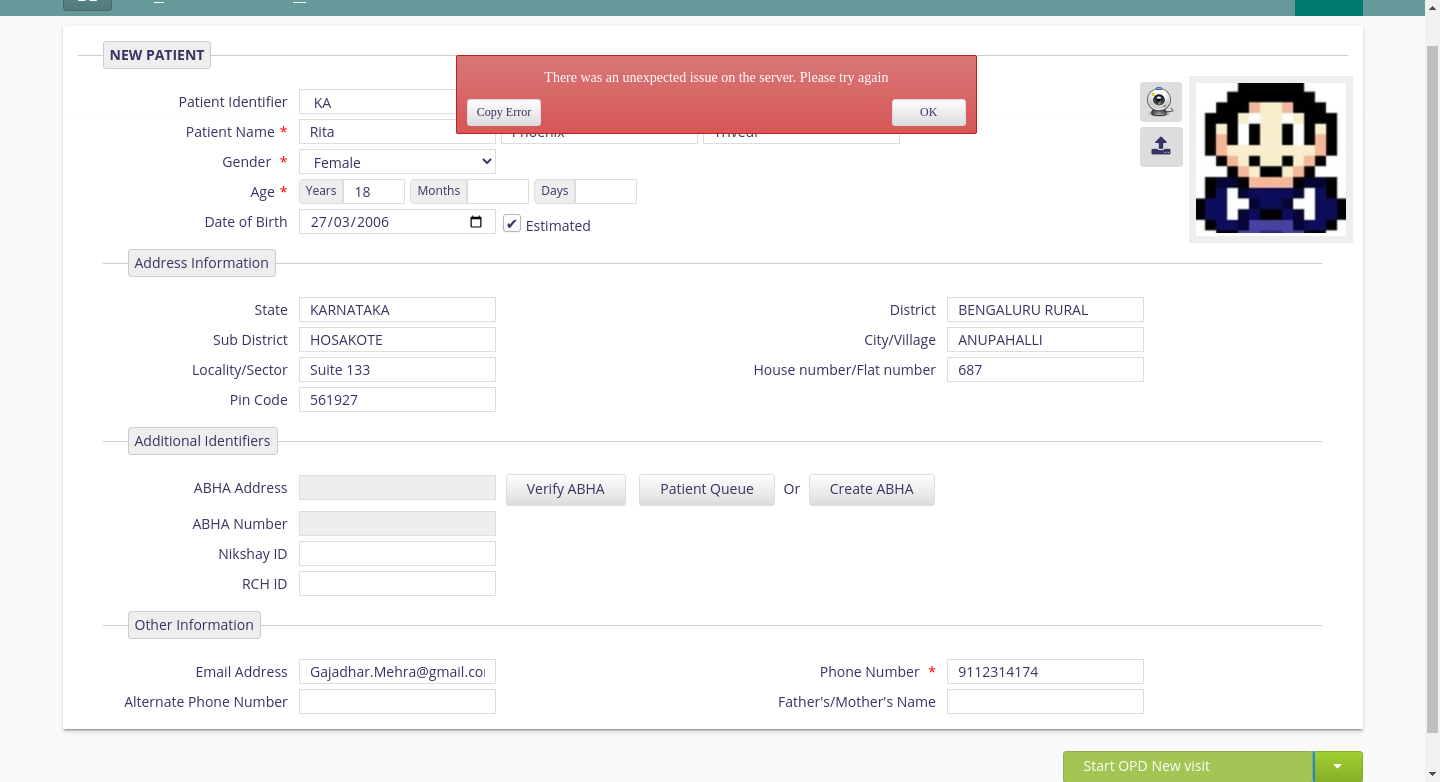 NEW PATIENT
There was an unexpected issue on the server. Please try again
Copy Error OK
Patient Identifier KA
Patient Name * Rita
Gender * Female
Age * Years 18 Months Days
Date of Birth 27/03/2006 Estimated
Address Information
State KARNATAKA District BENGALURU RURAL
Sub District HOSAKOTE City/Village ANUPAHALLI
Locality/Sector Suite 133 House number/Flat number 687
Pin Code 561927
Additional Identifiers
ABHA Address Verify ABHA Patient Queue Or Create ABHA
ABHA Number
Nikshay ID
RCH ID
Other Information
Email Address Gajadhar.Mehra@gmail.co Phone Number * 9112314174
Alternate Phone Number Father's/Mother's Name
Start OPD New visit